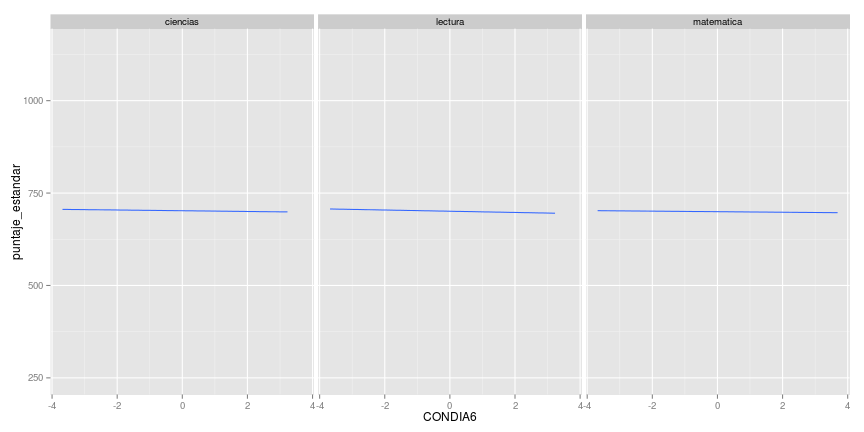 ciencias lectura matematica
puntaje_estandar
1000
750
500
250
-4 -2 0 2 4 -4 -2 0 2 4 -4 -2 0 2 4
CONDIA6